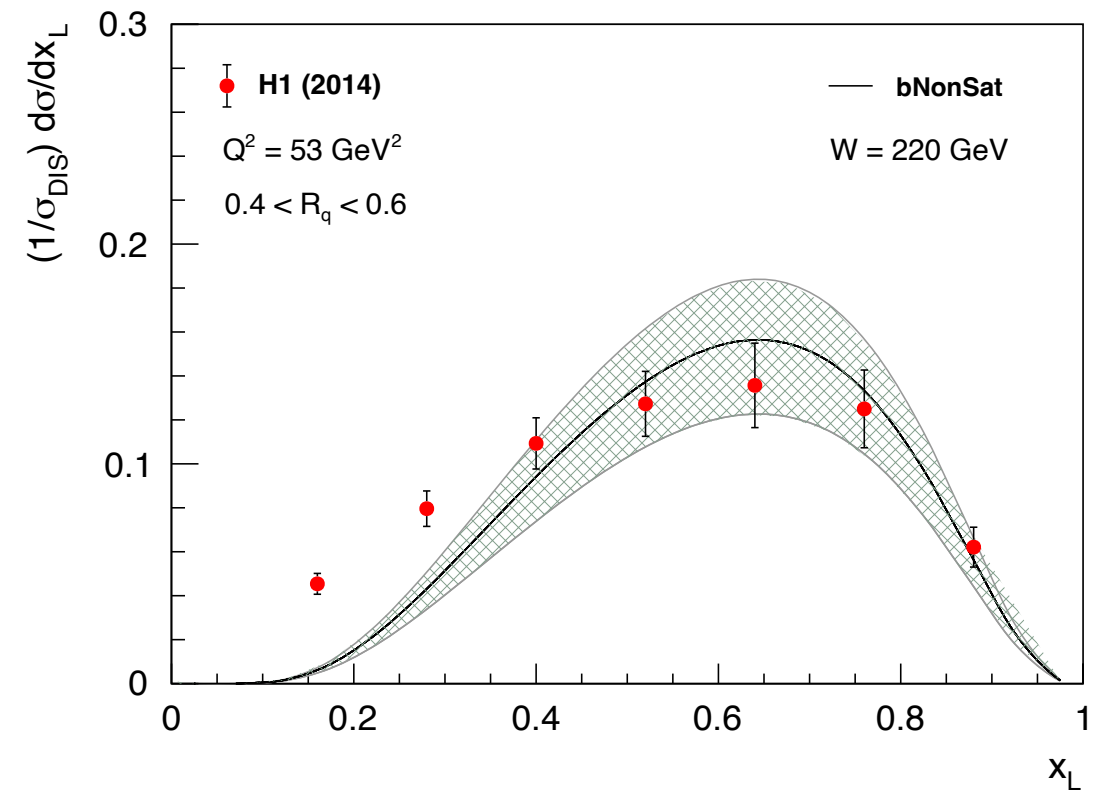 (1/σ_DIS) dσ/dx_L
0.3
0.2
0.1
0
H1 (2014)
Q² = 53 GeV²
0.4 < R_q < 0.6
bNonSat
W = 220 GeV
0 0.2 0.4 0.6 0.8 1
x_L